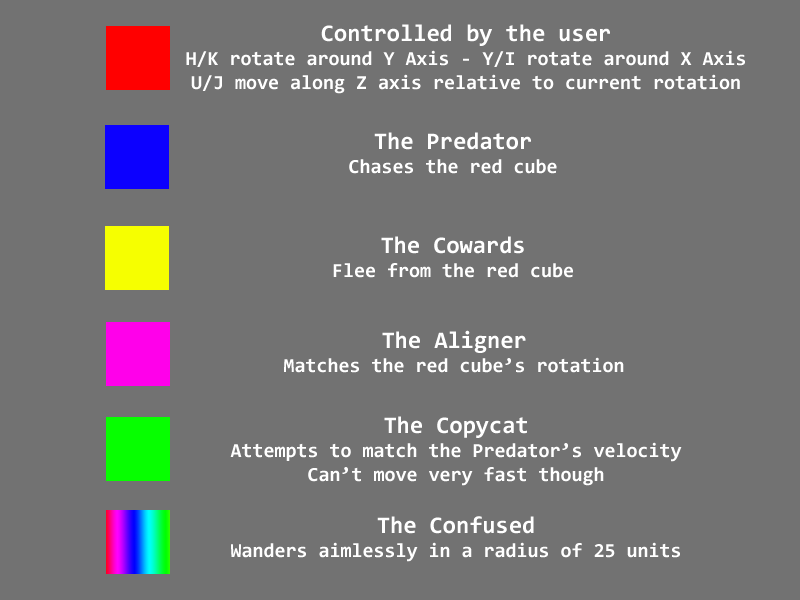 Controlled by the user
H/K rotate around Y Axis - Y/I rotate around X Axis
U/J move along Z axis relative to current rotation
The Predator
Chases the red cube
The Cowards
Flee from the red cube
The Aligner
Matches the red cube’s rotation
The Copycat
Attempts to match the Predator’s velocity
Can’t move very fast though
The Confused
Wanders aimlessly in a radius of 25 units